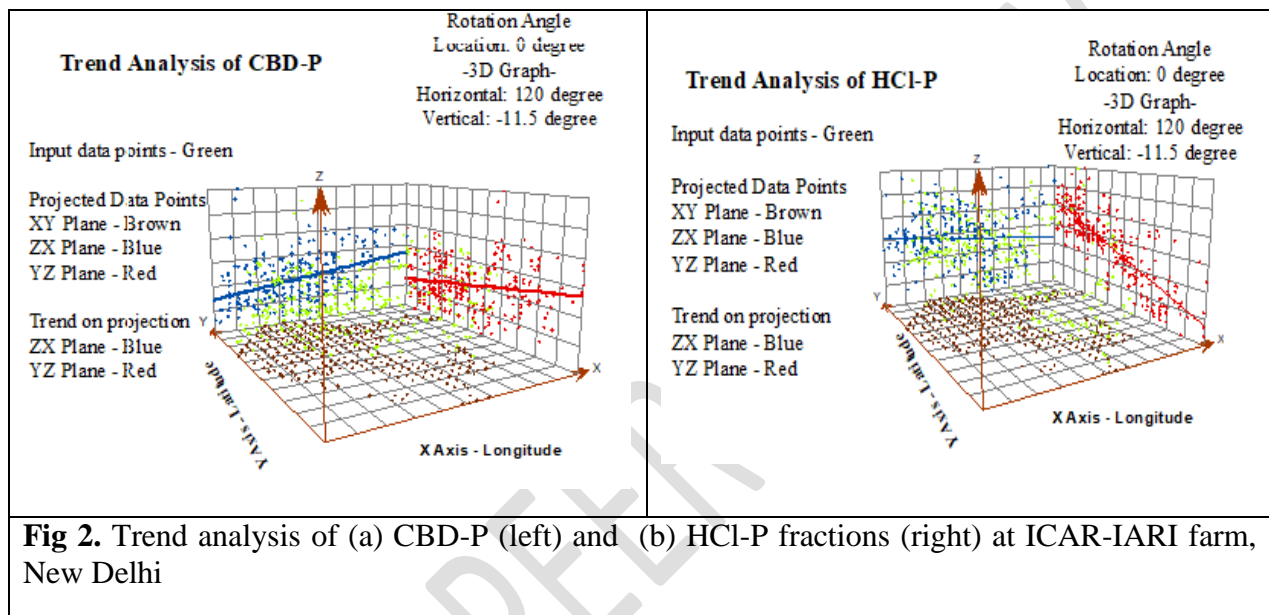 Trend Analysis of CBD-P
Rotation Angle
Location: 0 degree
-3D Graph-
Horizontal: 120 degree
Vertical: -11.5 degree
Input data points - Green
Projected Data Points
XY Plane - Brown
ZX Plane - Blue
YZ Plane - Red
Trend on projection
ZX Plane - Blue
YZ Plane - Red
Z
Y
X
Y Axis - Latitude
X Axis - Longitude
Trend Analysis of HCl-P
Rotation Angle
Location: 0 degree
-3D Graph-
Horizontal: 120 degree
Vertical: -11.5 degree
Input data points - Green
Projected Data Points
XY Plane - Brown
ZX Plane - Blue
YZ Plane - Red
Trend on projection
ZX Plane - Blue
YZ Plane - Red
Z
Y
X
Y Axis - Latitude
X Axis - Longitude
Fig 2. Trend analysis of (a) CBD-P (left) and (b) HCl-P fractions (right) at ICAR-IARI farm,
New Delhi